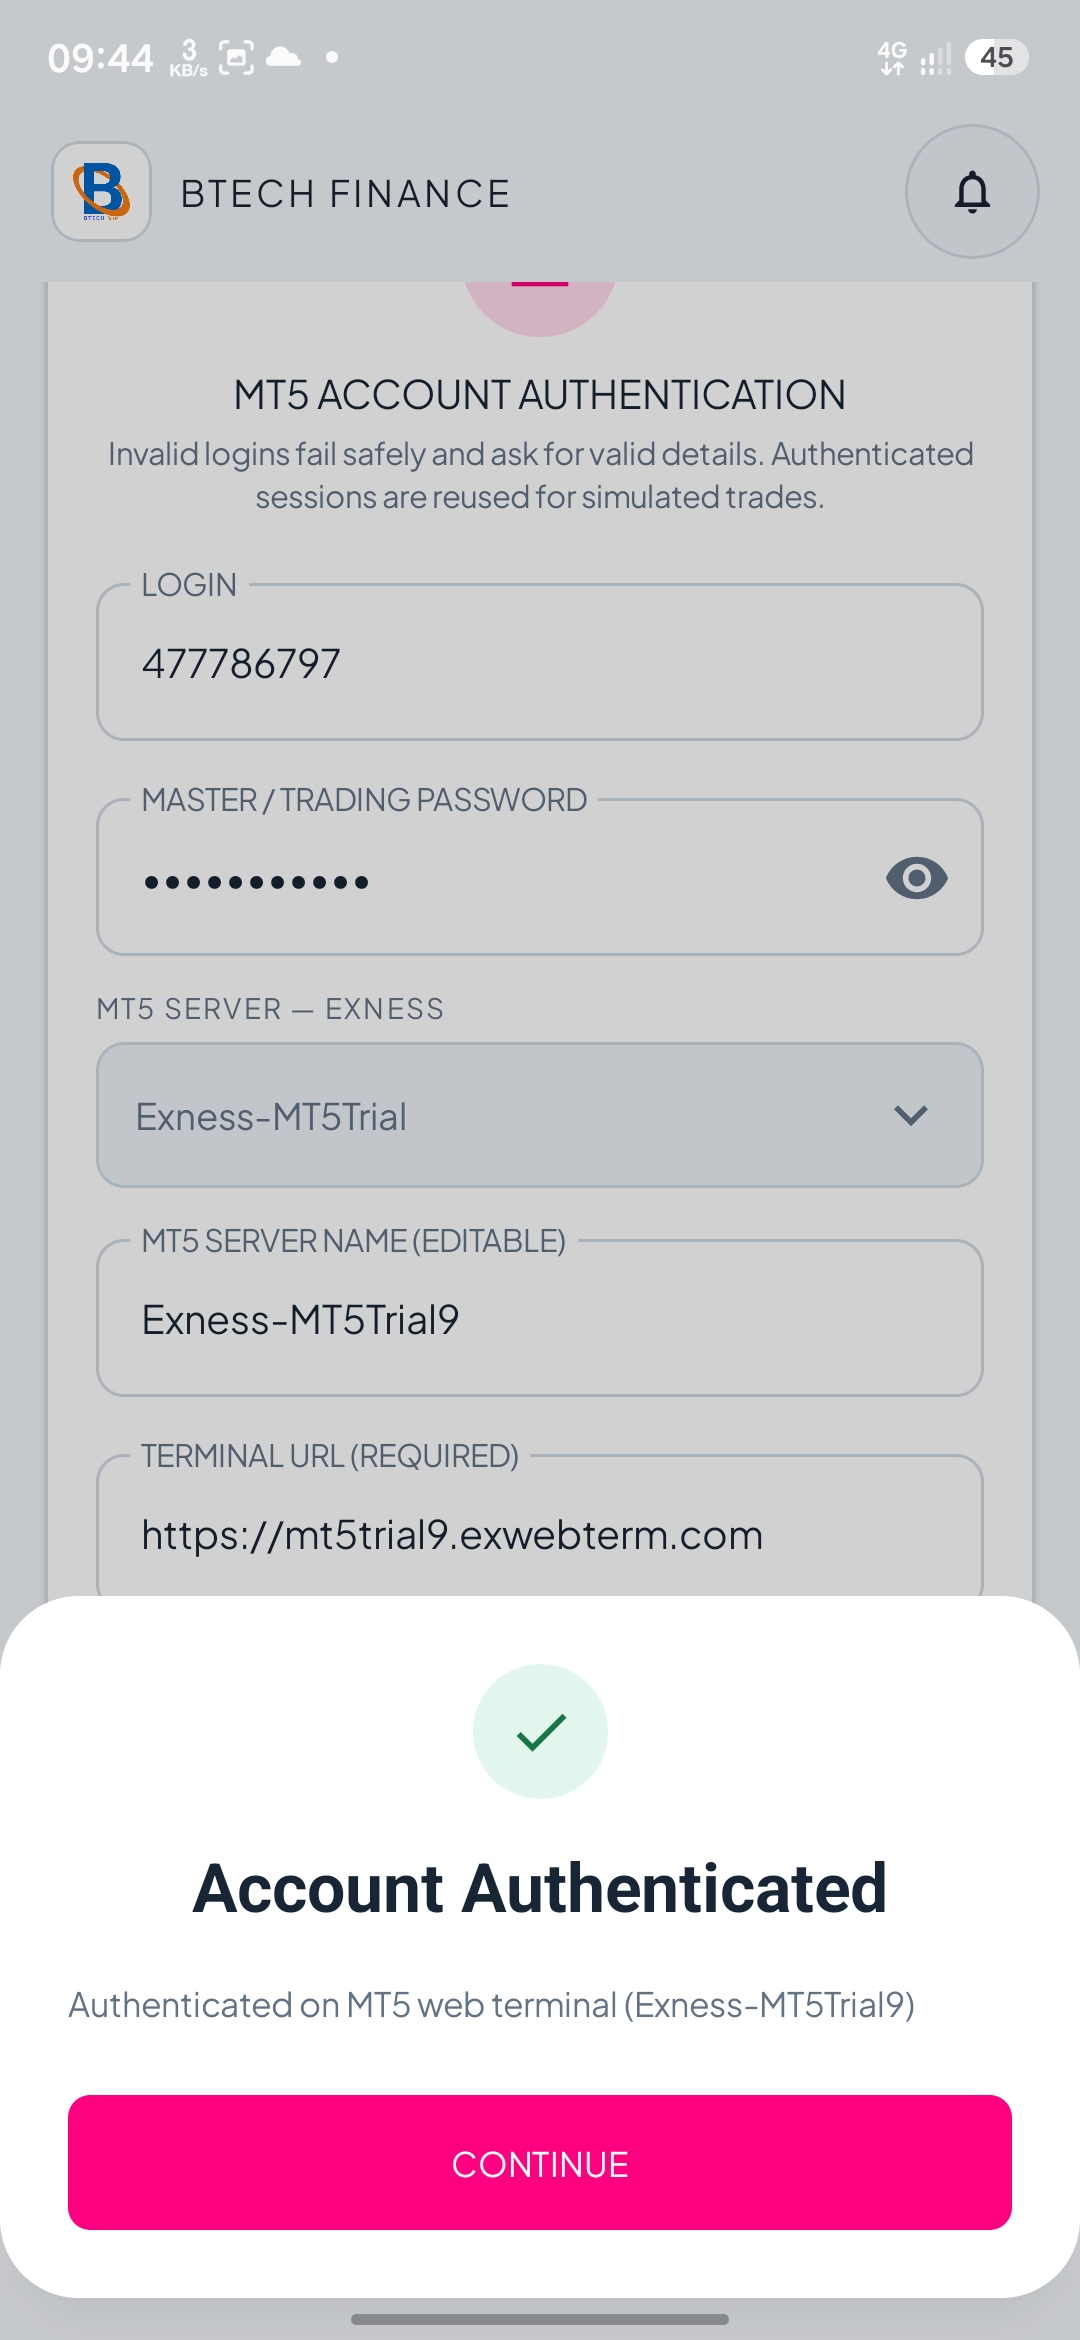 09:44 3 KB/s 4G 45
BTECH FINANCE
MT5 ACCOUNT AUTHENTICATION
Invalid logins fail safely and ask for valid details. Authenticated
sessions are reused for simulated trades.
LOGIN
477786797
MASTER / TRADING PASSWORD
•••••••••••
MT5 SERVER — EXNESS
Exness-MT5Trial
MT5 SERVER NAME (EDITABLE)
Exness-MT5Trial9
TERMINAL URL (REQUIRED)
https://mt5trial9.exwebterm.com
Account Authenticated
Authenticated on MT5 web terminal (Exness-MT5Trial9)
CONTINUE